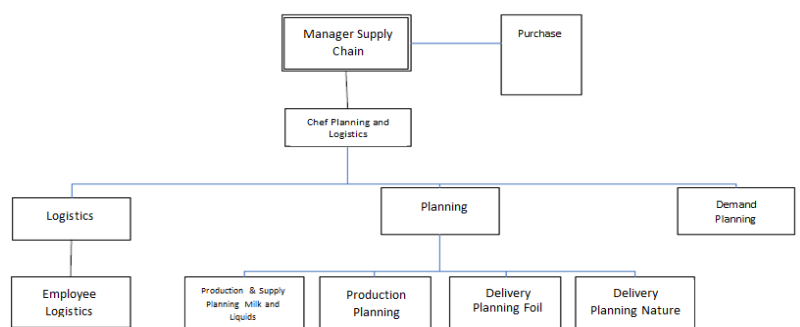 Manager Supply
Chain
Purchase
Chef Planning and
Logistics
Logistics
Planning
Demand
Planning
Employee
Logistics
Production & Supply
Planning Milk and
Liquids
Production
Planning
Delivery
Planning Foil
Delivery
Planning Nature